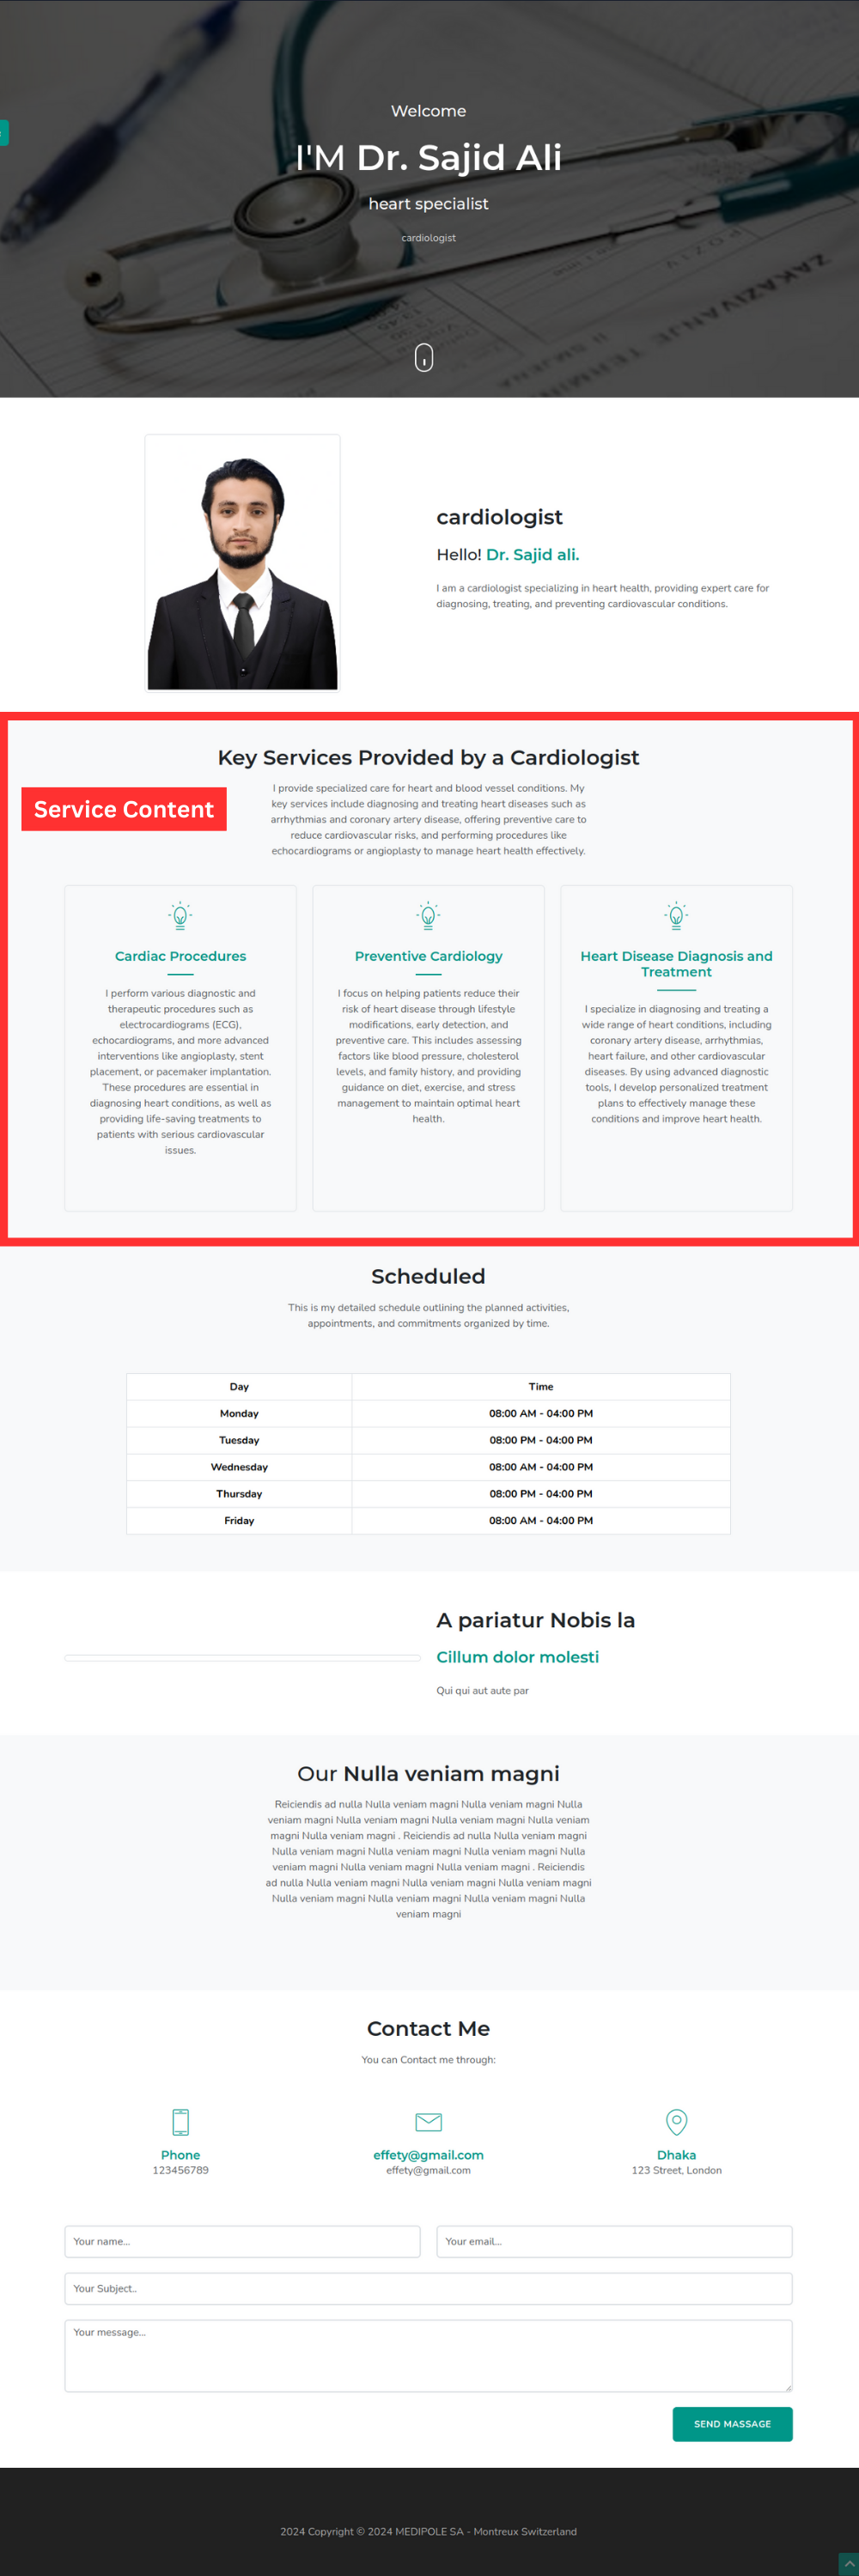 Welcome
I'M Dr. Sajid Ali
heart specialist
cardiologist
cardiologist
Hello! Dr. Sajid ali.
I am a cardiologist specializing in heart health, providing expert care for
diagnosing, treating, and preventing cardiovascular conditions.
Key Services Provided by a Cardiologist
Service Content
I provide specialized care for heart and blood vessel conditions. My
key services include diagnosing and treating heart diseases such as
arrhythmias and coronary artery disease, offering preventive care to
reduce cardiovascular risks, and performing procedures like
echocardiograms or angioplasty to manage heart health effectively.
Cardiac Procedures
I perform various diagnostic and
therapeutic procedures such as
electrocardiograms (ECG),
echocardiograms, and more advanced
interventions like angioplasty, stent
placement, or pacemaker implantation.
These procedures are essential in
diagnosing heart conditions, as well as
providing life-saving treatments to
patients with serious cardiovascular
issues.
Preventive Cardiology
I focus on helping patients reduce their
risk of heart disease through lifestyle
modifications, early detection, and
preventive care. This includes assessing
factors like blood pressure, cholesterol
levels, and family history, and providing
guidance on diet, exercise, and stress
management to maintain optimal heart
health.
Heart Disease Diagnosis and
Treatment
I specialize in diagnosing and treating a
wide range of heart conditions, including
coronary artery disease, arrhythmias,
heart failure, and other cardiovascular
diseases. By using advanced diagnostic
tools, I develop personalized treatment
plans to effectively manage these
conditions and improve heart health.
Scheduled
This is my detailed schedule outlining the planned activities,
appointments, and commitments organized by time.
Day Time
Monday 08:00 AM - 04:00 PM
Tuesday 08:00 PM - 04:00 PM
Wednesday 08:00 AM - 04:00 PM
Thursday 08:00 PM - 04:00 PM
Friday 08:00 AM - 04:00 PM
A pariatur Nobis la
Cillum dolor molesti
Qui qui aut aute par
Our Nulla veniam magni
Reiciendis ad nulla Nulla veniam magni Nulla veniam magni Nulla
veniam magni Nulla veniam magni Nulla veniam magni Nulla veniam
magni Nulla veniam magni . Reiciendis ad nulla Nulla veniam magni
Nulla veniam magni Nulla veniam magni Nulla veniam magni Nulla
veniam magni Nulla veniam magni Nulla veniam magni . Reiciendis
ad nulla Nulla veniam magni Nulla veniam magni Nulla veniam magni
Nulla veniam magni Nulla veniam magni Nulla veniam magni Nulla
veniam magni
Contact Me
You can Contact me through:
Phone
123456789
effety@gmail.com
effety@gmail.com
Dhaka
123 Street, London
Your name...
Your email...
Your Subject..
Your message...
SEND MASSAGE
2024 Copyright © 2024 MEDIPOLE SA - Montreux Switzerland